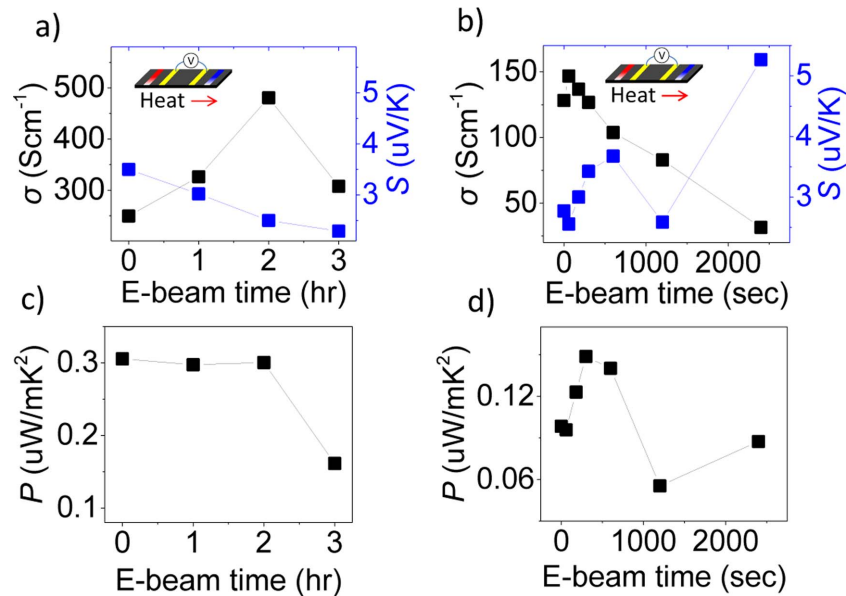 a)
V
Heat
σ (Scm⁻¹)
500
400
300
5
4
3
S (uV/K)
0 1 2 3
E-beam time (hr)
b)
V
Heat
σ (Scm⁻¹)
150
125
100
75
50
5
4
3
S (uV/K)
0 1000 2000
E-beam time (sec)
c)
P (uW/mK²)
0.3
0.2
0.1
0 1 2 3
E-beam time (hr)
d)
P (uW/mK²)
0.12
0.06
0 1000 2000
E-beam time (sec)